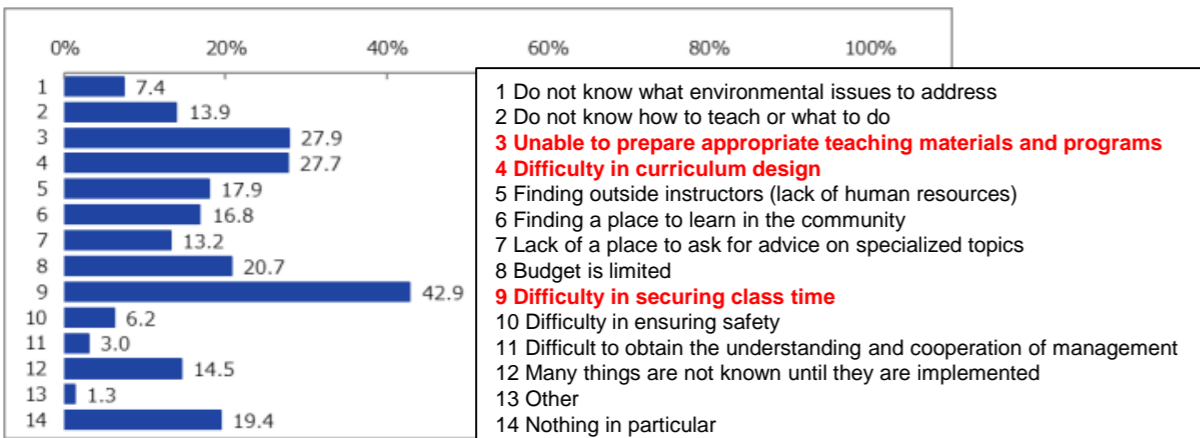 0% 20% 40% 60% 80% 100%
1 7.4
2 13.9
3 27.9
4 27.7
5 17.9
6 16.8
7 13.2
8 20.7
9 42.9
10 6.2
11 3.0
12 14.5
13 1.3
14 19.4
1 Do not know what environmental issues to address
2 Do not know how to teach or what to do
3 Unable to prepare appropriate teaching materials and programs
4 Difficulty in curriculum design
5 Finding outside instructors (lack of human resources)
6 Finding a place to learn in the community
7 Lack of a place to ask for advice on specialized topics
8 Budget is limited
9 Difficulty in securing class time
10 Difficulty in ensuring safety
11 Difficult to obtain the understanding and cooperation of management
12 Many things are not known until they are implemented
13 Other
14 Nothing in particular